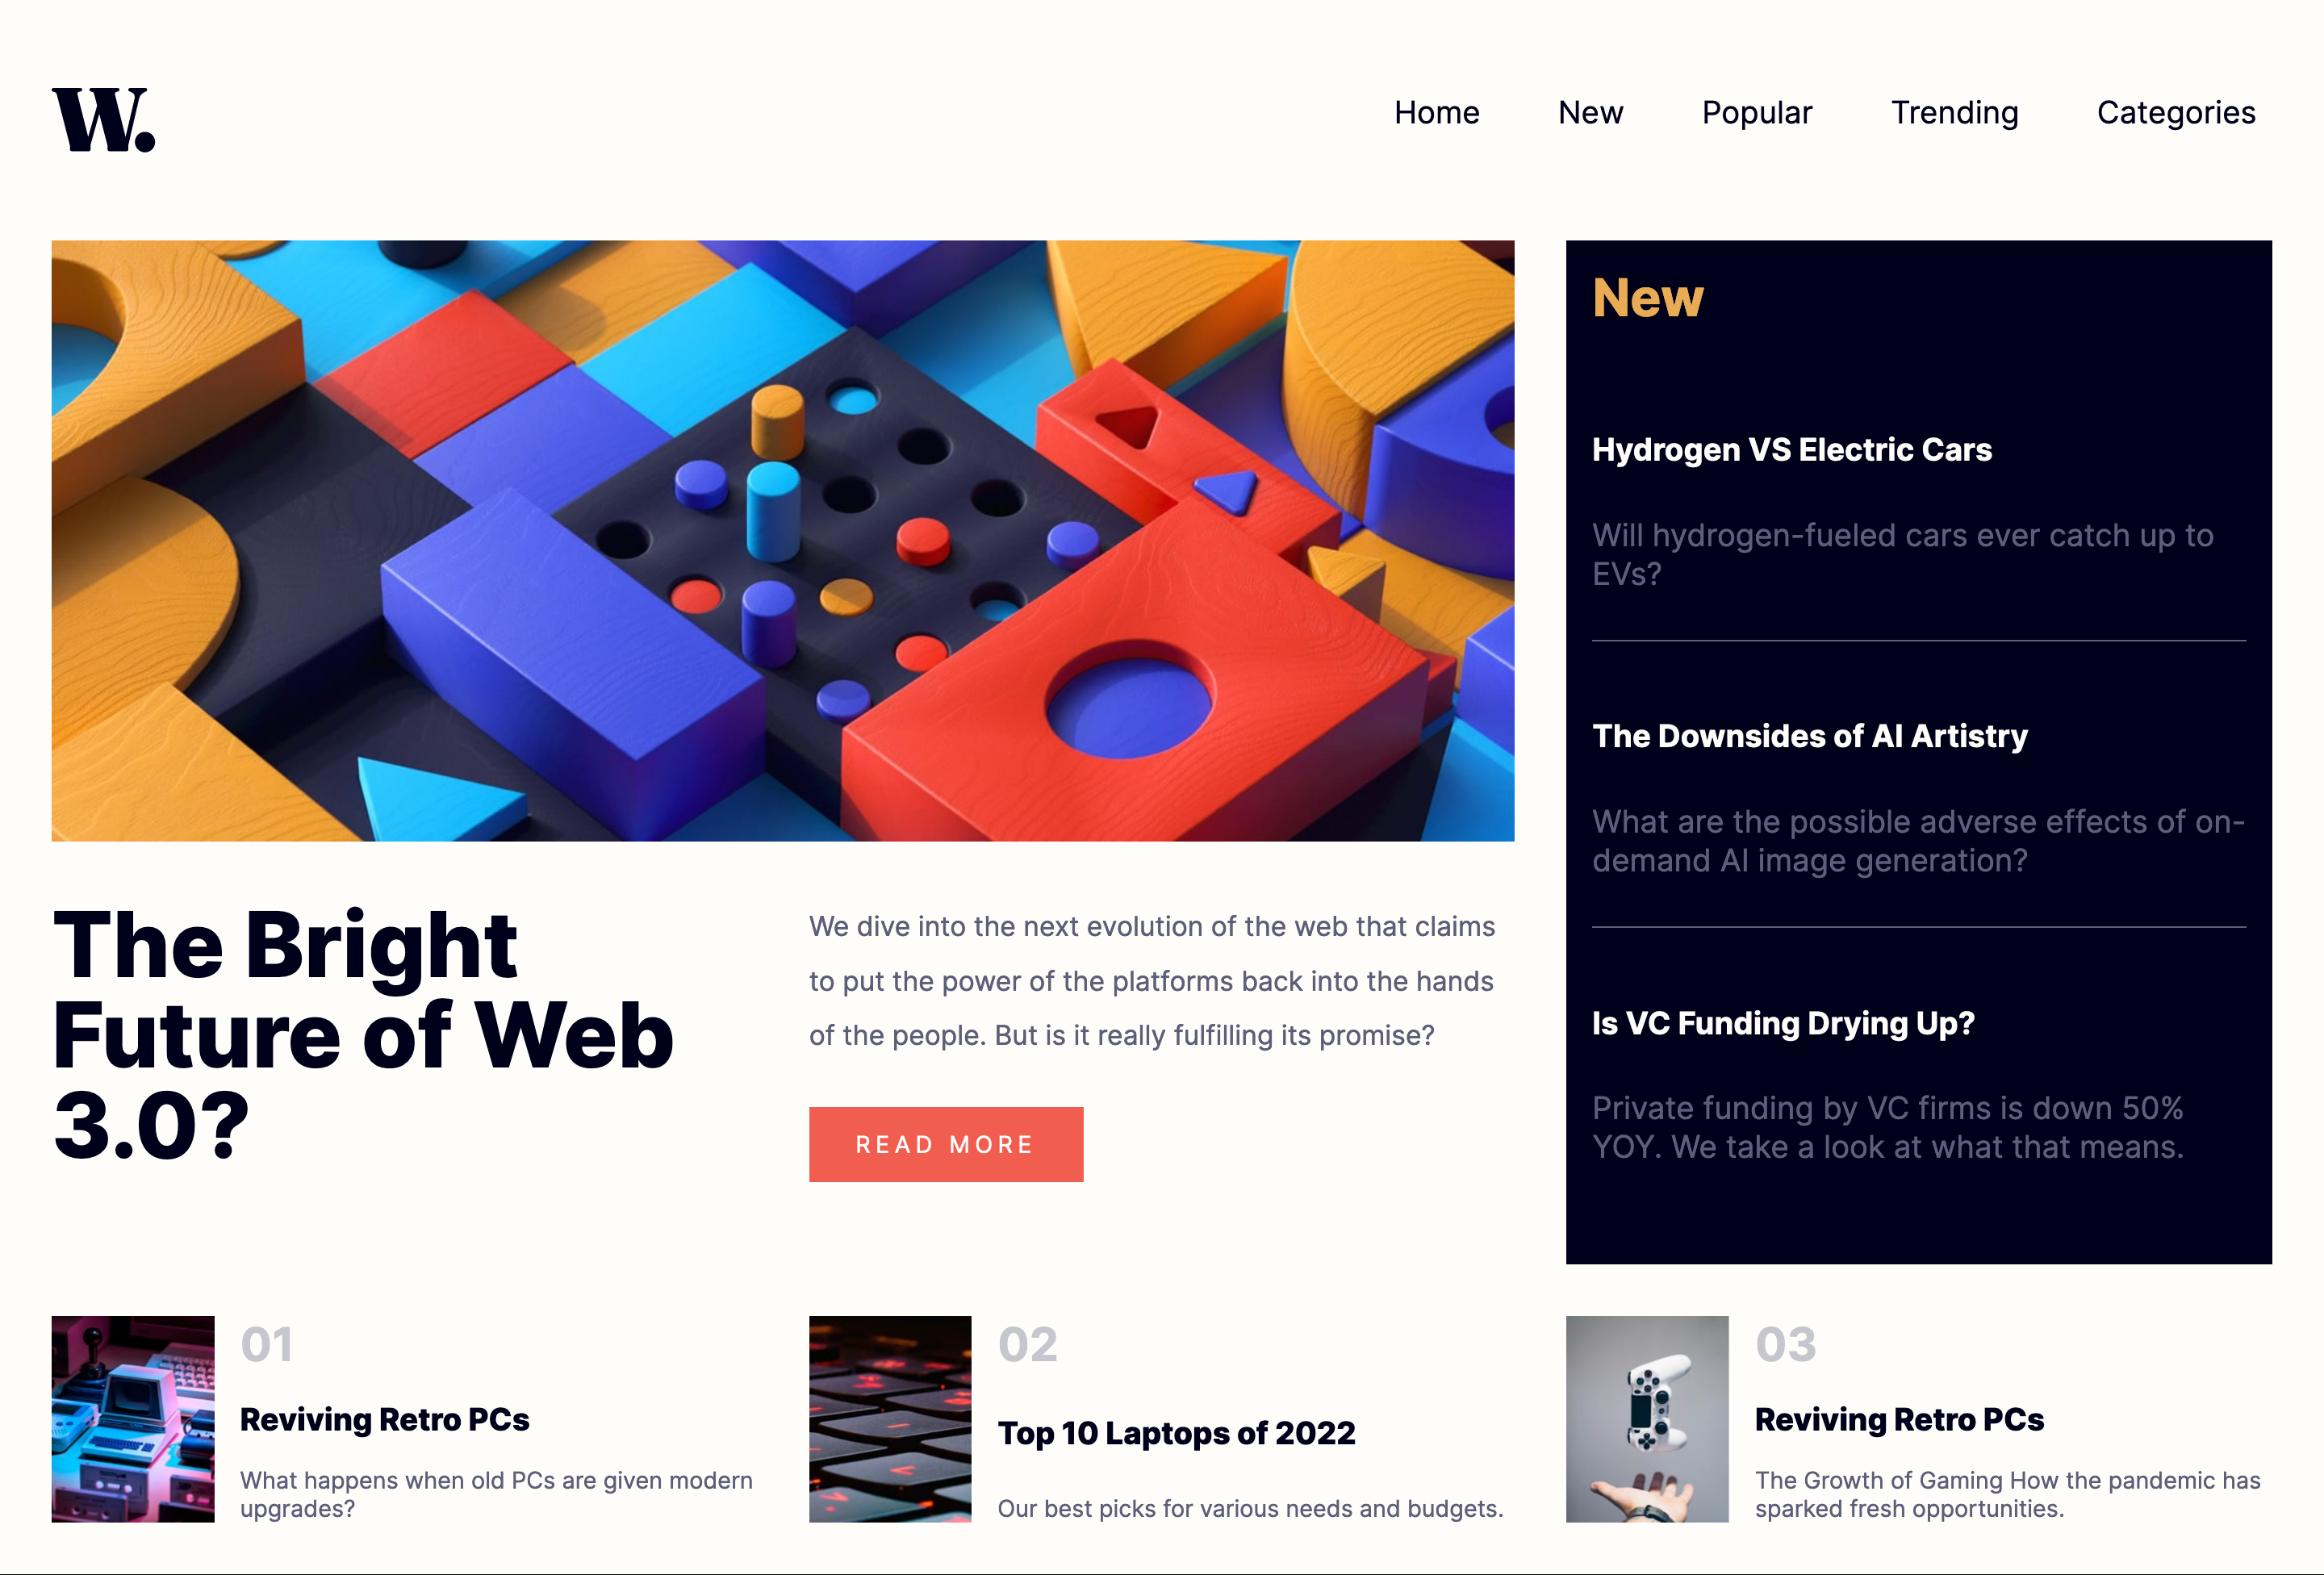 W.
Home New Popular Trending Categories
New
Hydrogen VS Electric Cars
Will hydrogen-fueled cars ever catch up to
EVs?
The Downsides of AI Artistry
What are the possible adverse effects of on-
demand AI image generation?
Is VC Funding Drying Up?
Private funding by VC firms is down 50%
YOY. We take a look at what that means.
The Bright
Future of Web
3.0?
We dive into the next evolution of the web that claims
to put the power of the platforms back into the hands
of the people. But is it really fulfilling its promise?
READ MORE
01
Reviving Retro PCs
What happens when old PCs are given modern
upgrades?
02
Top 10 Laptops of 2022
Our best picks for various needs and budgets.
03
Reviving Retro PCs
The Growth of Gaming How the pandemic has
sparked fresh opportunities.